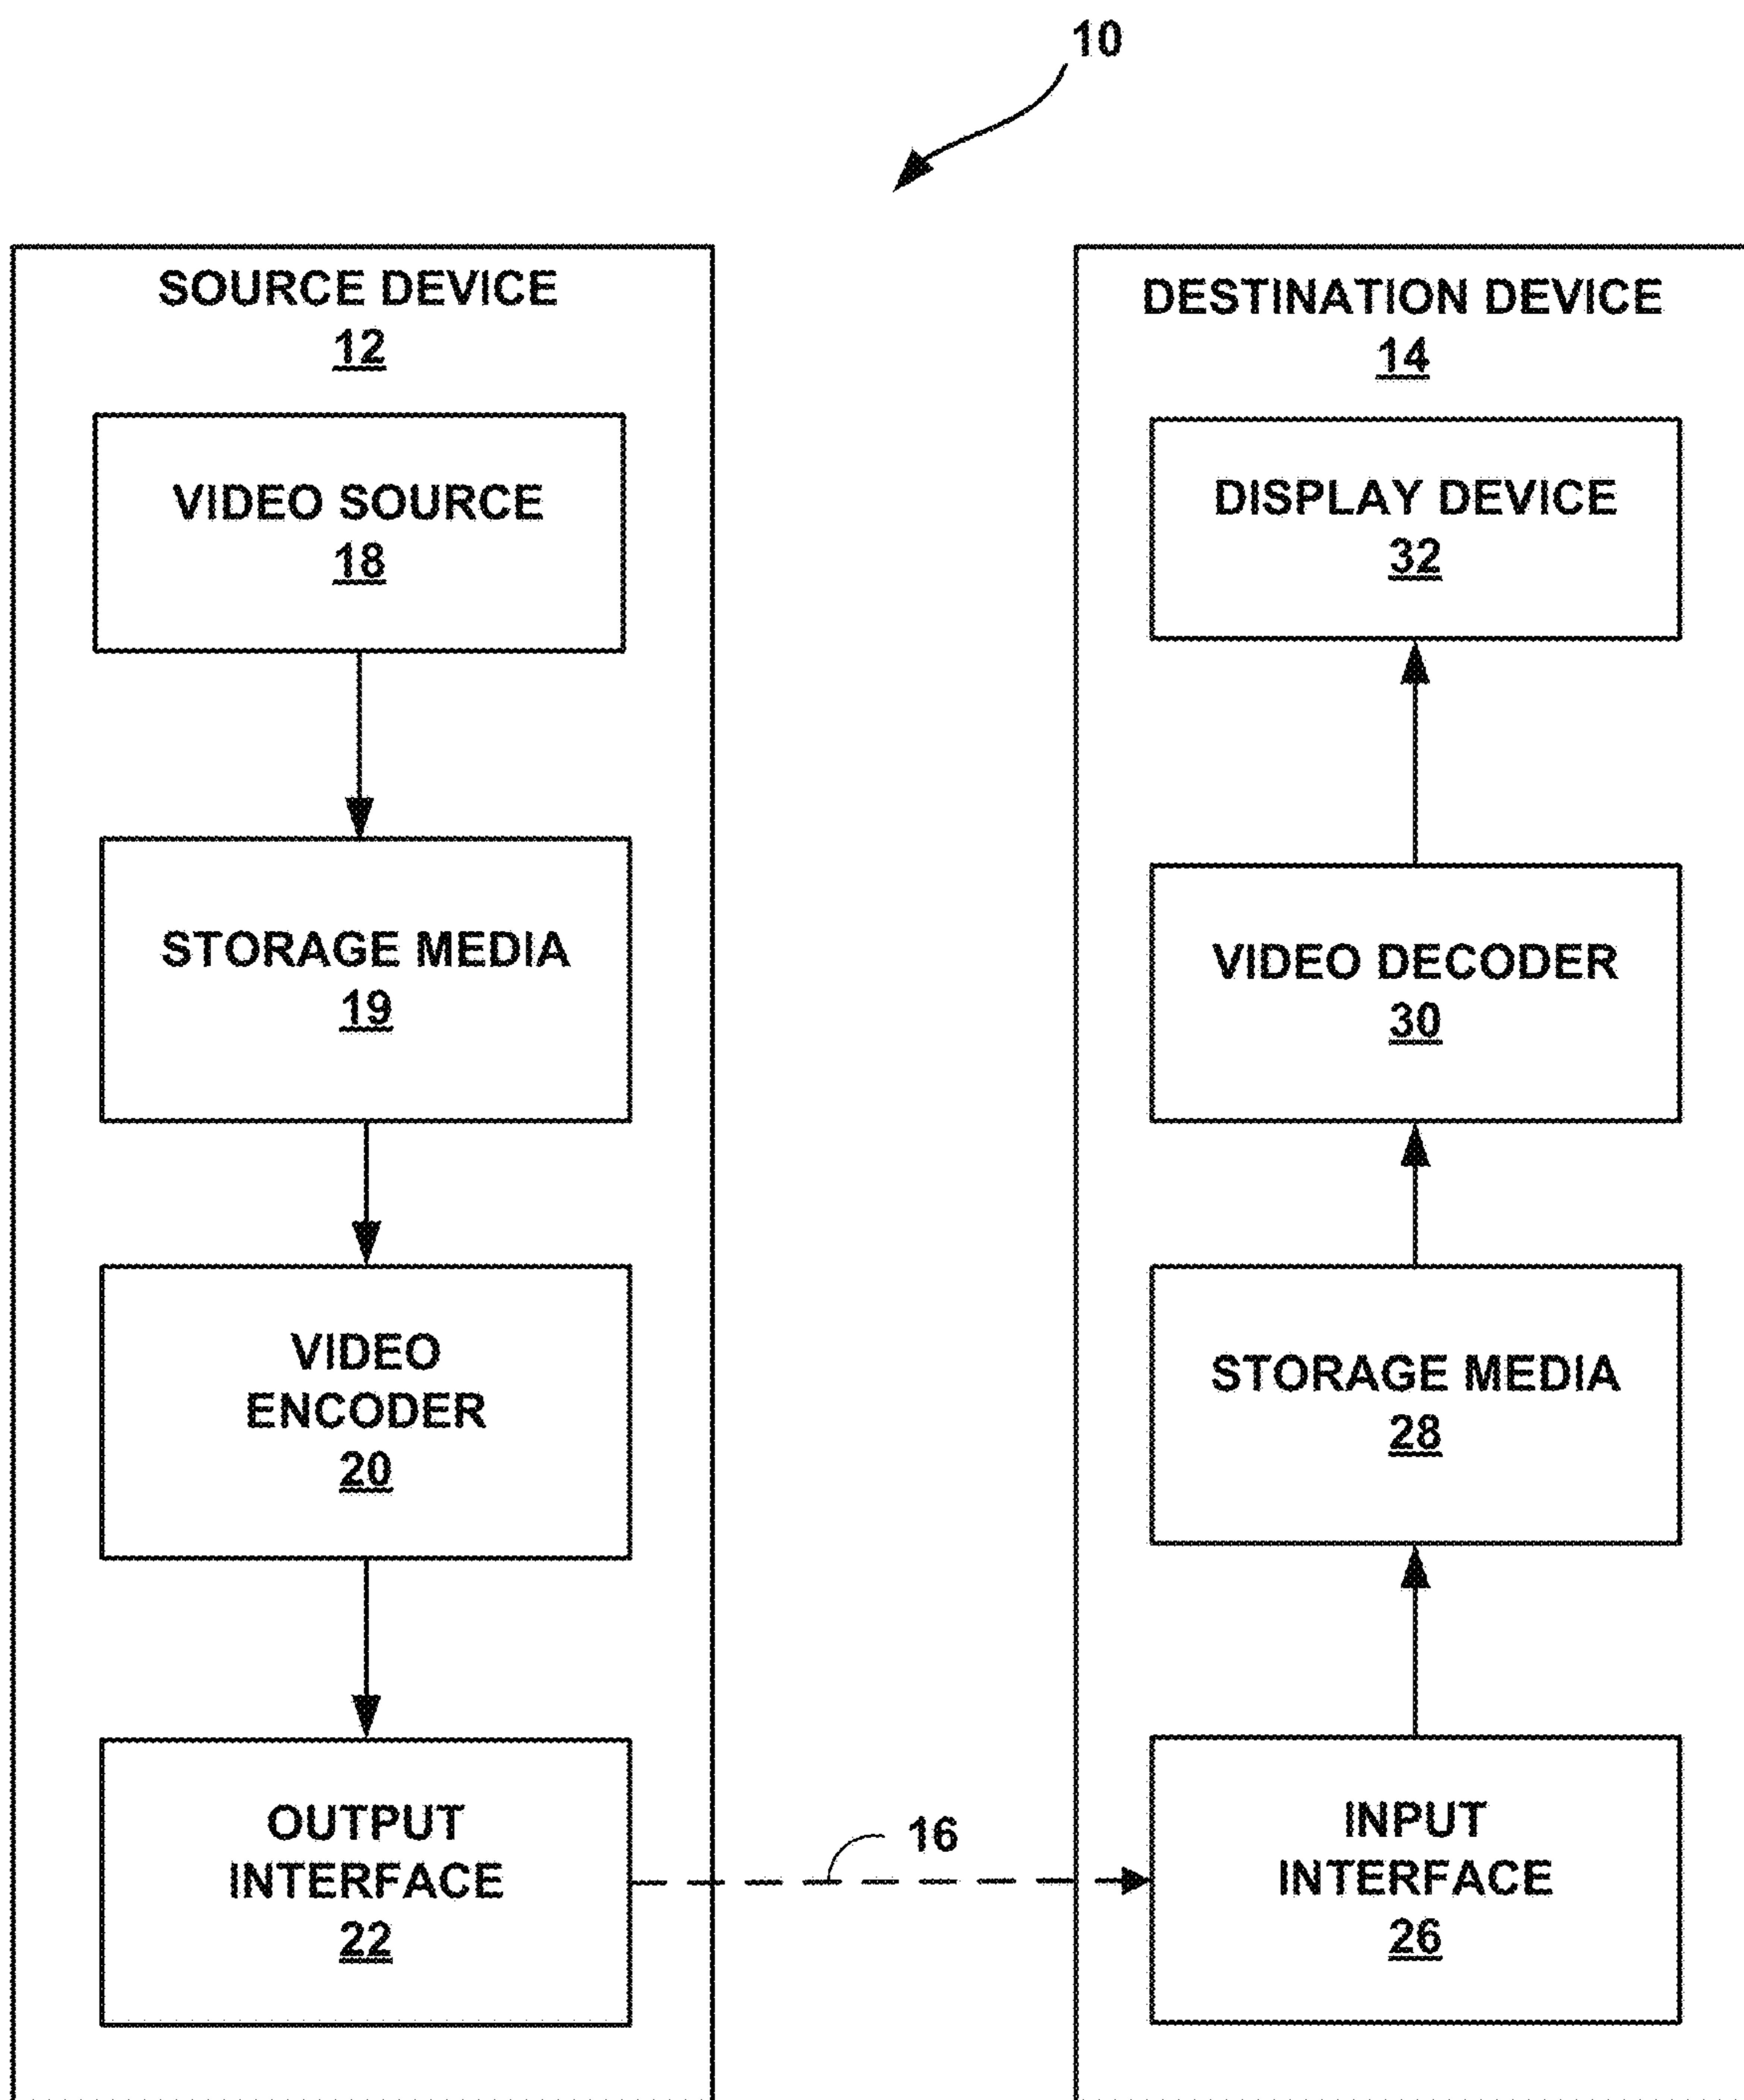 10
SOURCE DEVICE
12
VIDEO SOURCE
18
STORAGE MEDIA
19
VIDEO
ENCODER
20
OUTPUT
INTERFACE
22
16
DESTINATION DEVICE
14
DISPLAY DEVICE
32
VIDEO DECODER
30
STORAGE MEDIA
28
INPUT
INTERFACE
26